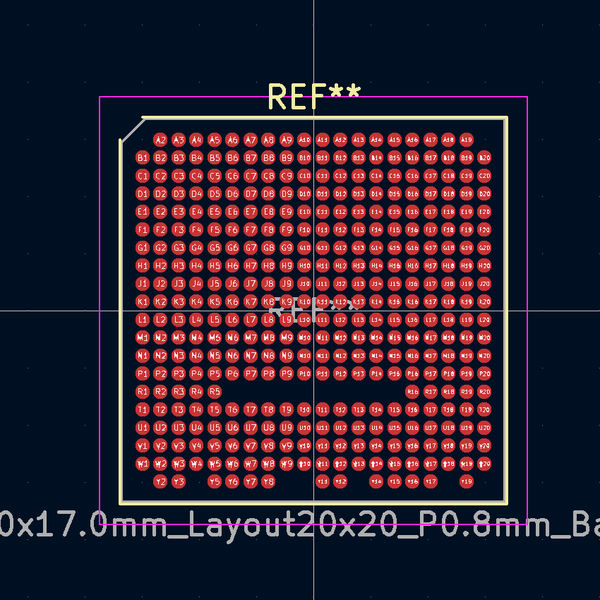 REF**
A2 A3 A4 A5 A6 A7 A8 A9 A10 A11 A12 A13 A14 A15 A16 A17 A18 A19
B1 B2 B3 B4 B5 B6 B7 B8 B9 B10 B11 B12 B13 B14 B15 B16 B17 B18 B19 B20
C1 C2 C3 C4 C5 C6 C7 C8 C9 C10 C11 C12 C13 C14 C15 C16 C17 C18 C19 C20
D1 D2 D3 D4 D5 D6 D7 D8 D9 D10 D11 D12 D13 D14 D15 D16 D17 D18 D19 D20
E1 E2 E3 E4 E5 E6 E7 E8 E9 E10 E11 E12 E13 E14 E15 E16 E17 E18 E19 E20
F1 F2 F3 F4 F5 F6 F7 F8 F9 F10 F11 F12 F13 F14 F15 F16 F17 F18 F19 F20
G1 G2 G3 G4 G5 G6 G7 G8 G9 G10 G11 G12 G13 G14 G15 G16 G17 G18 G19 G20
H1 H2 H3 H4 H5 H6 H7 H8 H9 H10 H11 H12 H13 H14 H15 H16 H17 H18 H19 H20
J1 J2 J3 J4 J5 J6 J7 J8 J9 J10 J11 J12 J13 J14 J15 J16 J17 J18 J19 J20
K1 K2 K3 K4 K5 K6 K7 K8 K9 K10 K11 K12 K13 K14 K15 K16 K17 K18 K19 K20
REF**
L1 L2 L3 L4 L5 L6 L7 L8 L9 L10 L11 L12 L13 L14 L15 L16 L17 L18 L19 L20
M1 M2 M3 M4 M5 M6 M7 M8 M9 M10 M11 M12 M13 M14 M15 M16 M17 M18 M19 M20
N1 N2 N3 N4 N5 N6 N7 N8 N9 N10 N11 N12 N13 N14 N15 N16 N17 N18 N19 N20
P1 P2 P3 P4 P5 P6 P7 P8 P9 P10 P11 P12 P13 P14 P15 P16 P17 P18 P19 P20
R1 R2 R3 R4 R5 R16 R17 R18 R19 R20
T1 T2 T3 T4 T5 T6 T7 T8 T9 T10 T11 T12 T13 T14 T15 T16 T17 T18 T19 T20
U1 U2 U3 U4 U5 U6 U7 U8 U9 U10 U11 U12 U13 U14 U15 U16 U17 U18 U19 U20
V1 V2 V3 V4 V5 V6 V7 V8 V9 V10 V11 V12 V13 V14 V15 V16 V17 V18 V19 V20
W1 W2 W3 W4 W5 W6 W7 W8 W9 W10 W11 W12 W13 W14 W15 W16 W17 W18 W19 W20
Y2 Y3 Y5 Y6 Y7 Y8 Y11 Y12 Y14 Y15 Y16 Y17 Y19
0x17.0mm_Layout20x20_P0.8mm_Ba